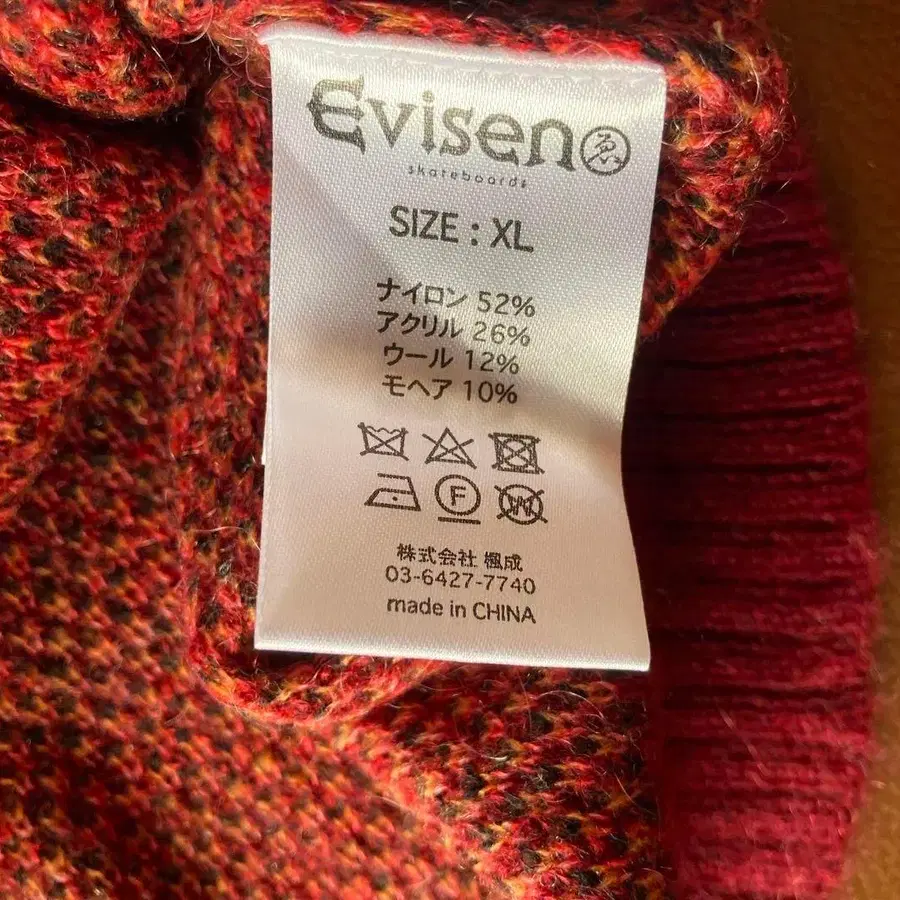 Evisen ゑ
skateboards
SIZE : XL
ナイロン 52%
アクリル 26%
ウール 12%
モヘア 10%
F W
株式会社 楓成
03-6427-7740
made in CHINA